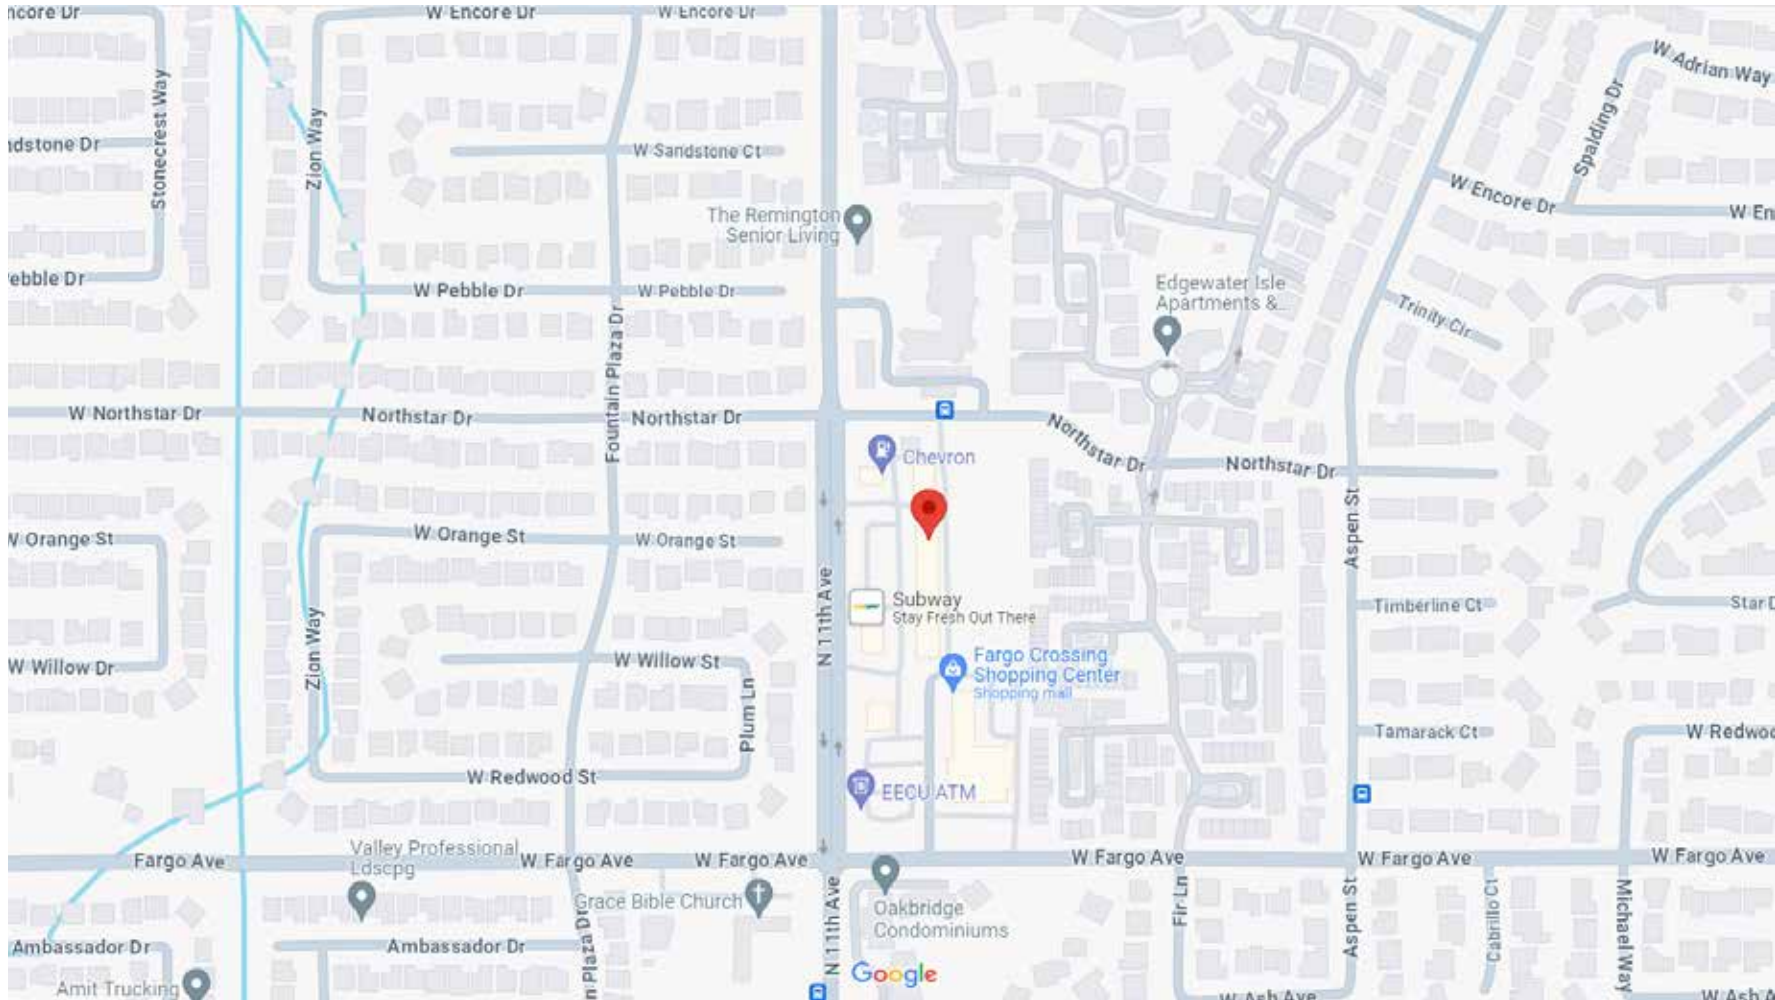 ncore Dr
W Encore Dr
W Encore Dr
W Adrian Way
Stonecrest Way
Zion Way
Spalding Dr
ndstone Dr
W Sandstone Ct
W Encore Dr
W En
The Remington
Senior Living
ebble Dr
W Pebble Dr
W Pebble Dr
Edgewater Isle
Apartments &...
Trinity Cir
Fountain Plaza Dr
W Northstar Dr
Northstar Dr
Northstar Dr
Northstar Dr
Northstar Dr
Chevron
W Orange St
W Orange St
W Orange St
Aspen St
N 11th Ave
Subway
Stay Fresh Out There
Timberline Ct
Star D
Zion Way
W Willow Dr
W Willow St
Fargo Crossing
Shopping Center
Shopping mall
Plum Ln
Tamarack Ct
W Redwoo
W Redwood St
EECU ATM
Valley Professional
Ldscpg
Fargo Ave
W Fargo Ave
W Fargo Ave
W Fargo Ave
W Fargo Ave
W Fargo Ave
Grace Bible Church
Oakbridge
Condominiums
Fir Ln
Aspen St
Cabrillo Ct
Michael Way
Ambassador Dr
Ambassador Dr
n Plaza Dr
N 11th Ave
Google
Amit Trucking
W Ash Ave
W Ash A